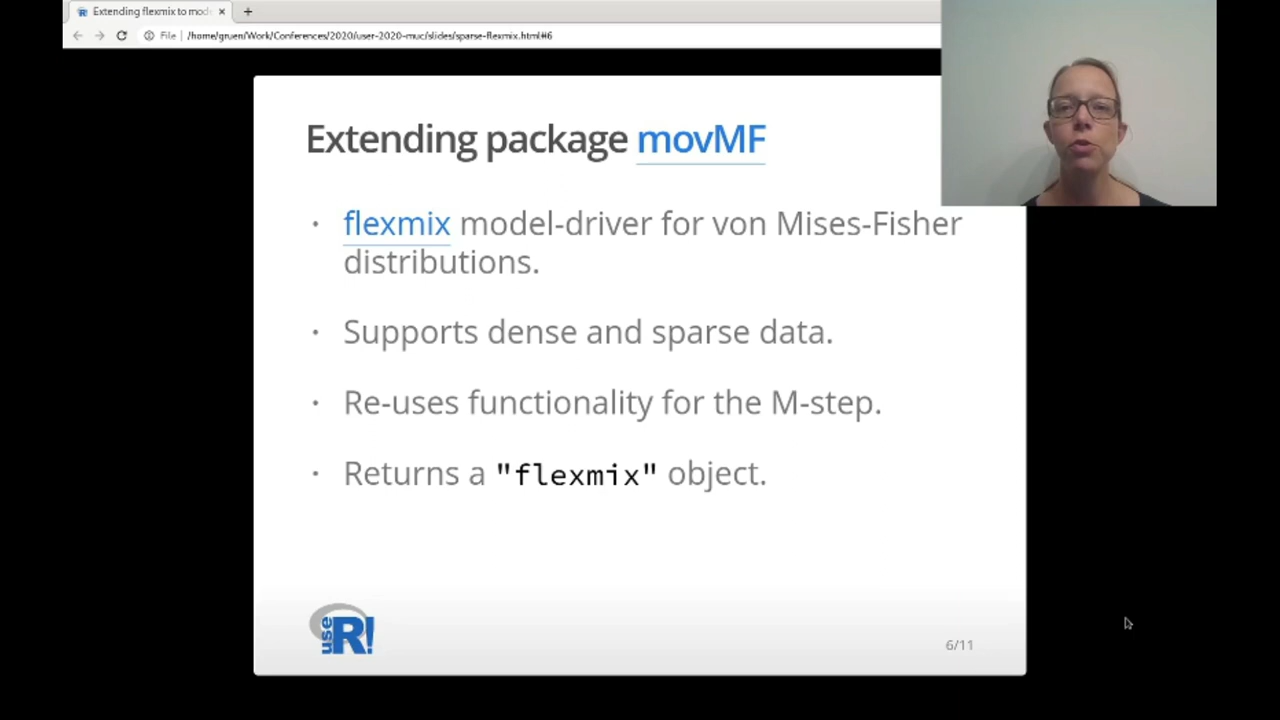 Extending flexmix to mod
File
/home/gruen/Work/Conferences/2020/user-2020-muc/slides/sparse-flexmix.html#6
Extending package movMF
· flexmix model-driver for von Mises-Fisher
distributions.
· Supports dense and sparse data.
· Re-uses functionality for the M-step.
· Returns a "flexmix" object.
use R!
6/11